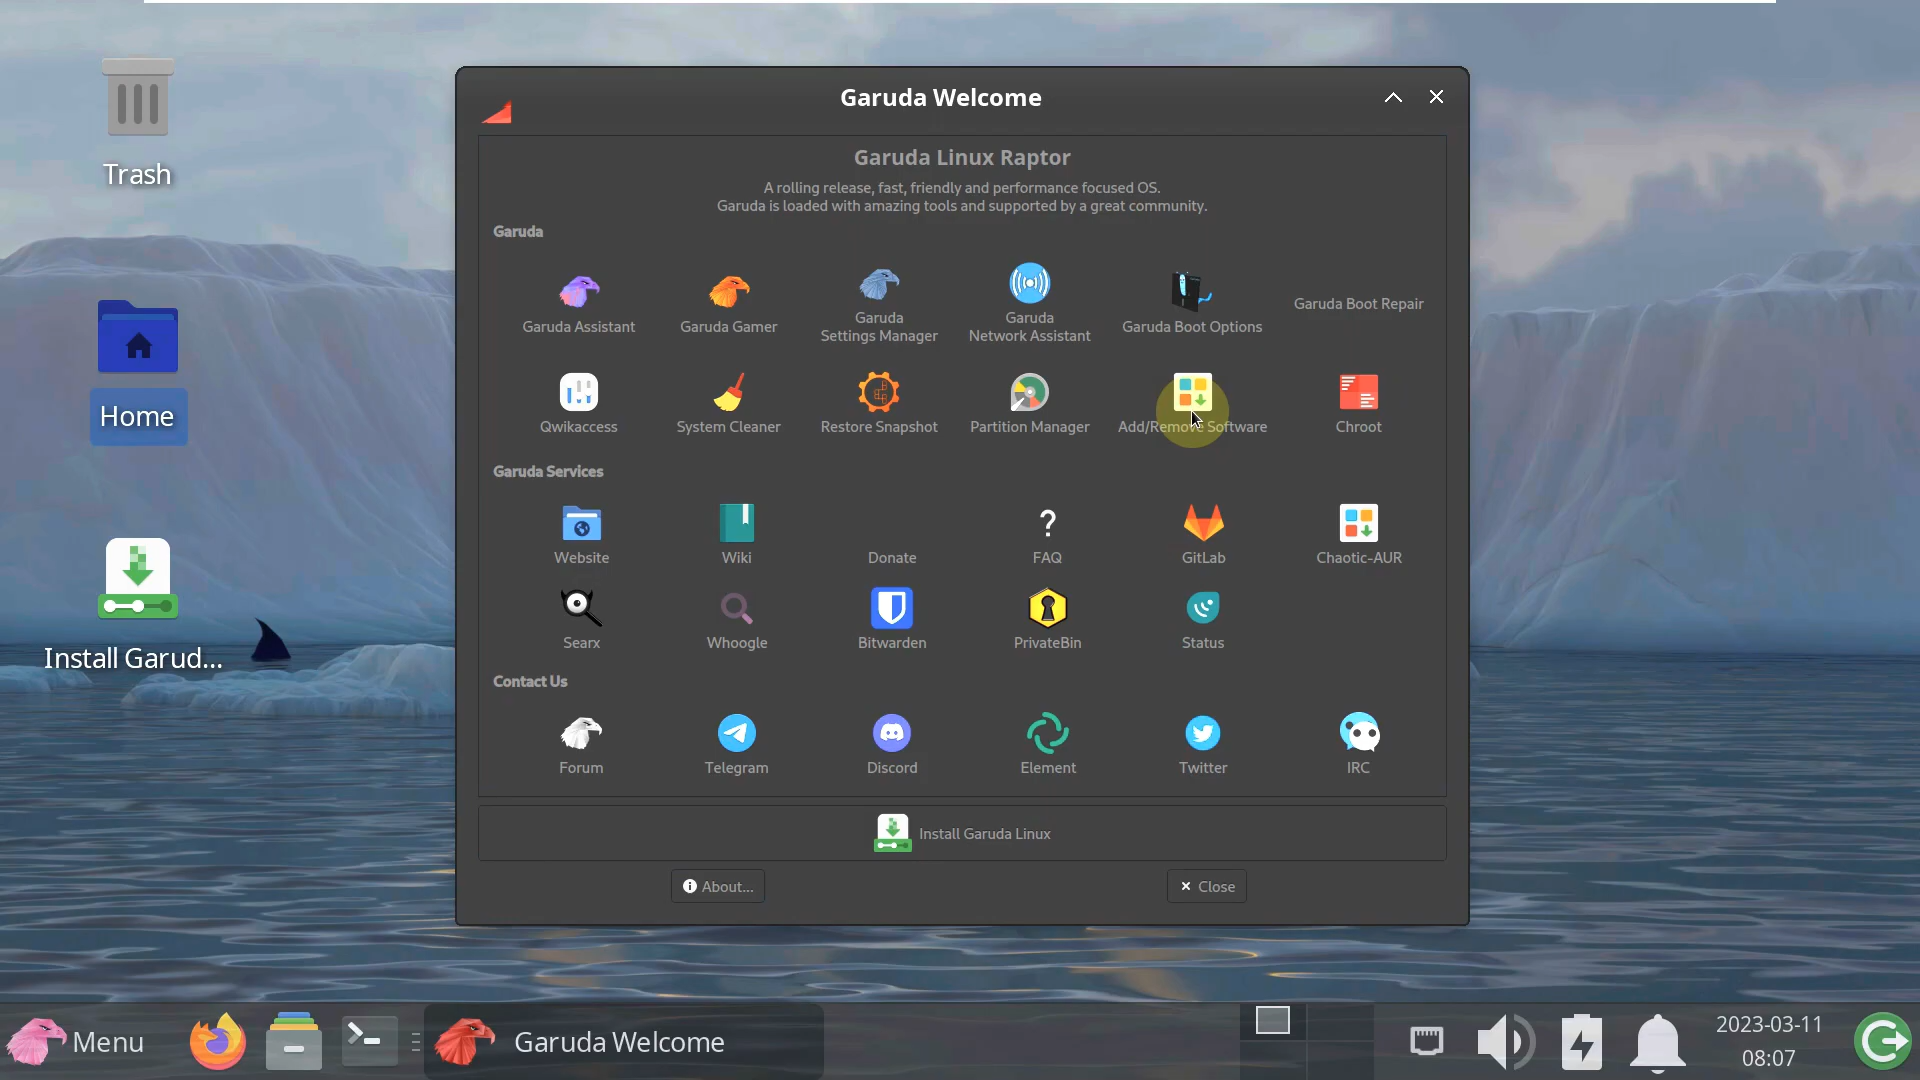 Trash
Home
Install Garud...
Garuda Welcome
Garuda Linux Raptor
A rolling release, fast, friendly and performance focused OS.
Garuda is loaded with amazing tools and supported by a great community.
Garuda
Garuda Assistant
Garuda Gamer
Garuda
Settings Manager
Garuda
Network Assistant
Garuda Boot Options
Garuda Boot Repair
Qwikaccess
System Cleaner
Restore Snapshot
Partition Manager
Add/Remove Software
Chroot
Garuda Services
Website
Wiki
Donate
FAQ
GitLab
Chaotic-AUR
Searx
Whoogle
Bitwarden
PrivateBin
Status
Contact Us
Forum
Telegram
Discord
Element
Twitter
IRC
Install Garuda Linux
About...
Close
Menu
Garuda Welcome
2023-03-11
08:07